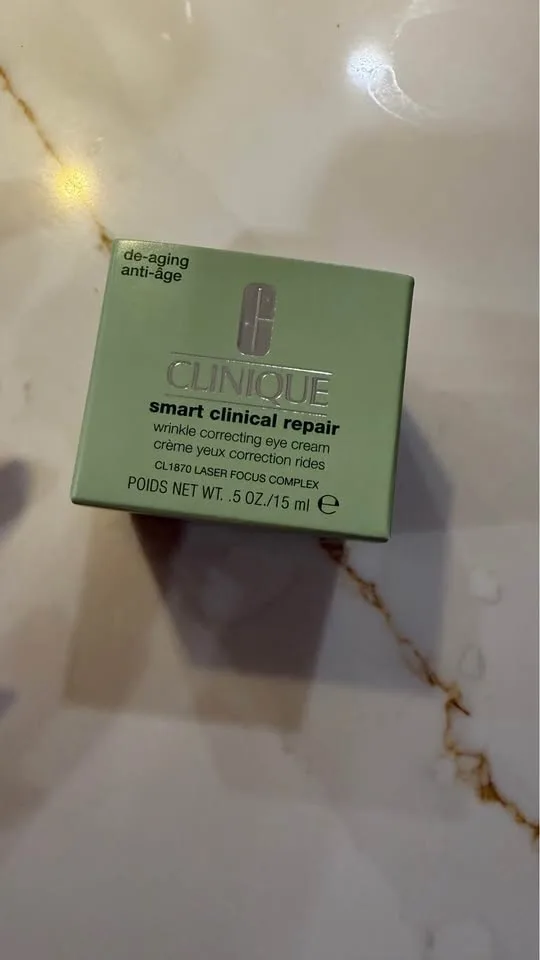 de-aging
anti-âge
CLINIQUE
smart clinical repair
wrinkle correcting eye cream
crème yeux correction rides
CL1870 LASER FOCUS COMPLEX
POIDS NET WT. .5 OZ./15 ml ℮